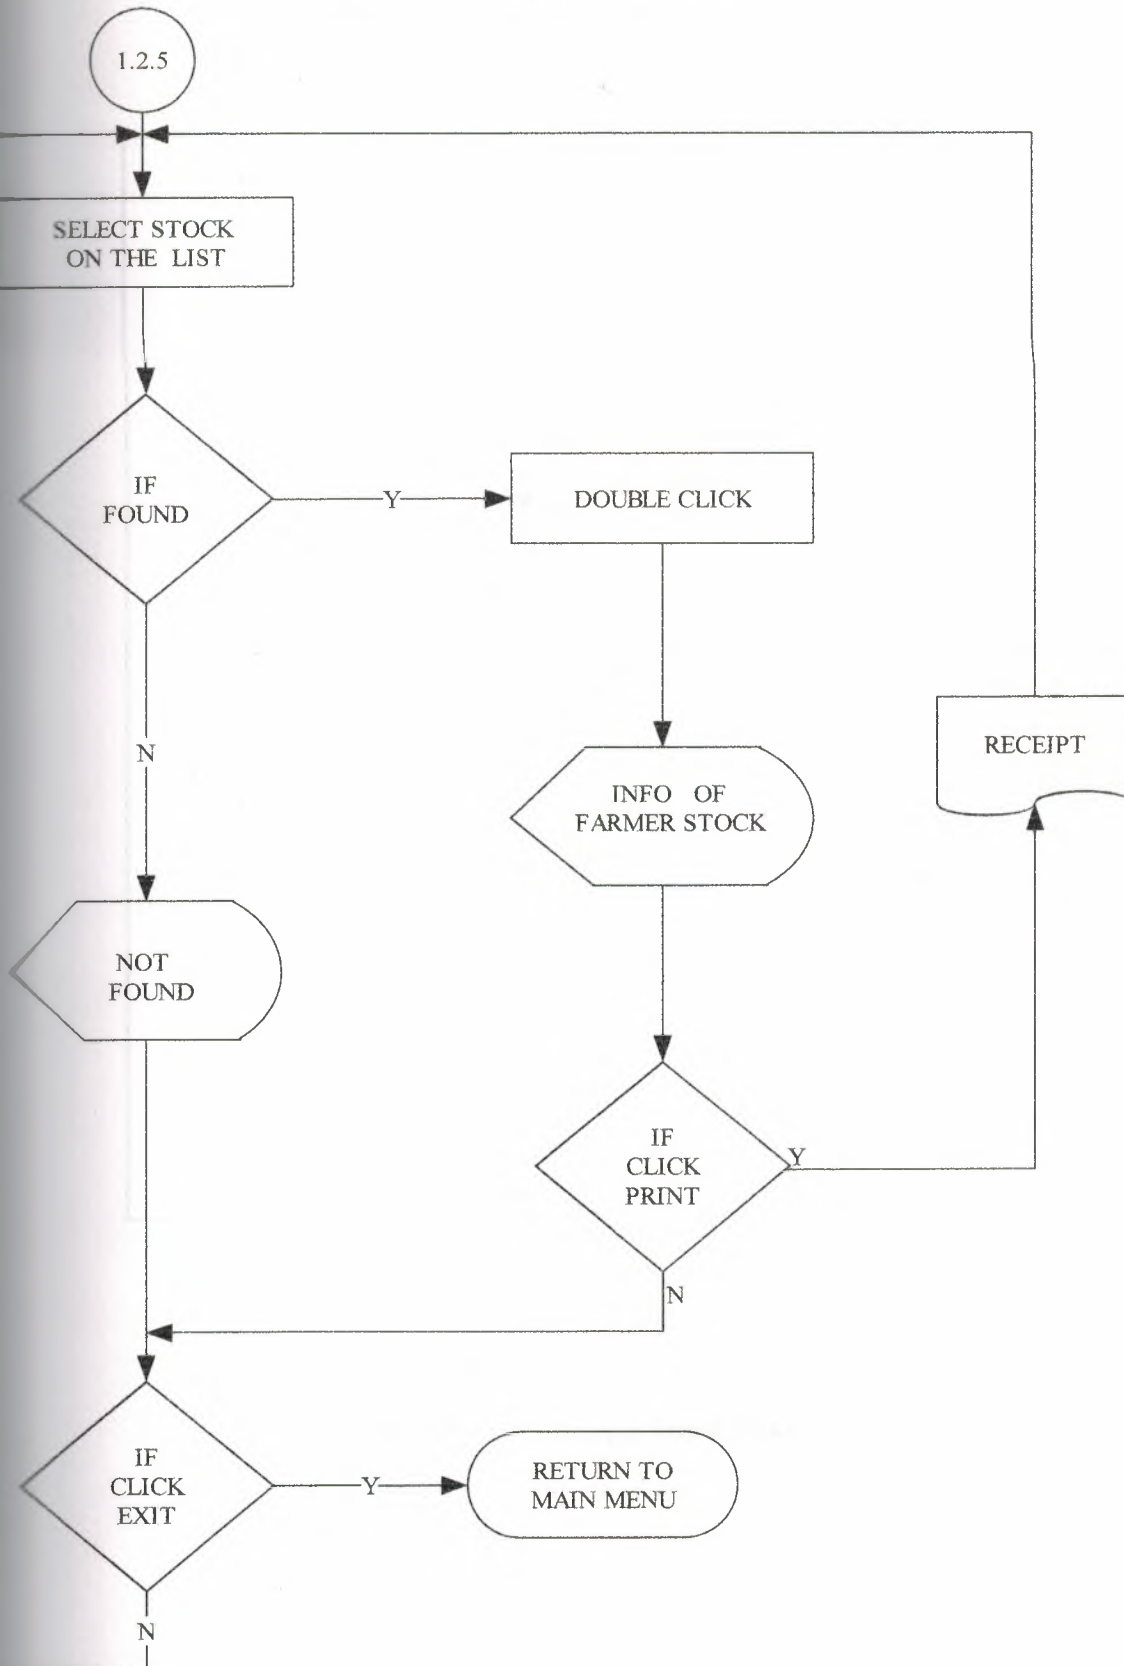 1.2.5
SELECT STOCK
ON THE LIST
IF
FOUND
Y
DOUBLE CLICK
N
RECEIPT
INFO OF
FARMER STOCK
NOT
FOUND
IF
CLICK
PRINT
Y
N
IF
CLICK
EXIT
Y
RETURN TO
MAIN MENU
N